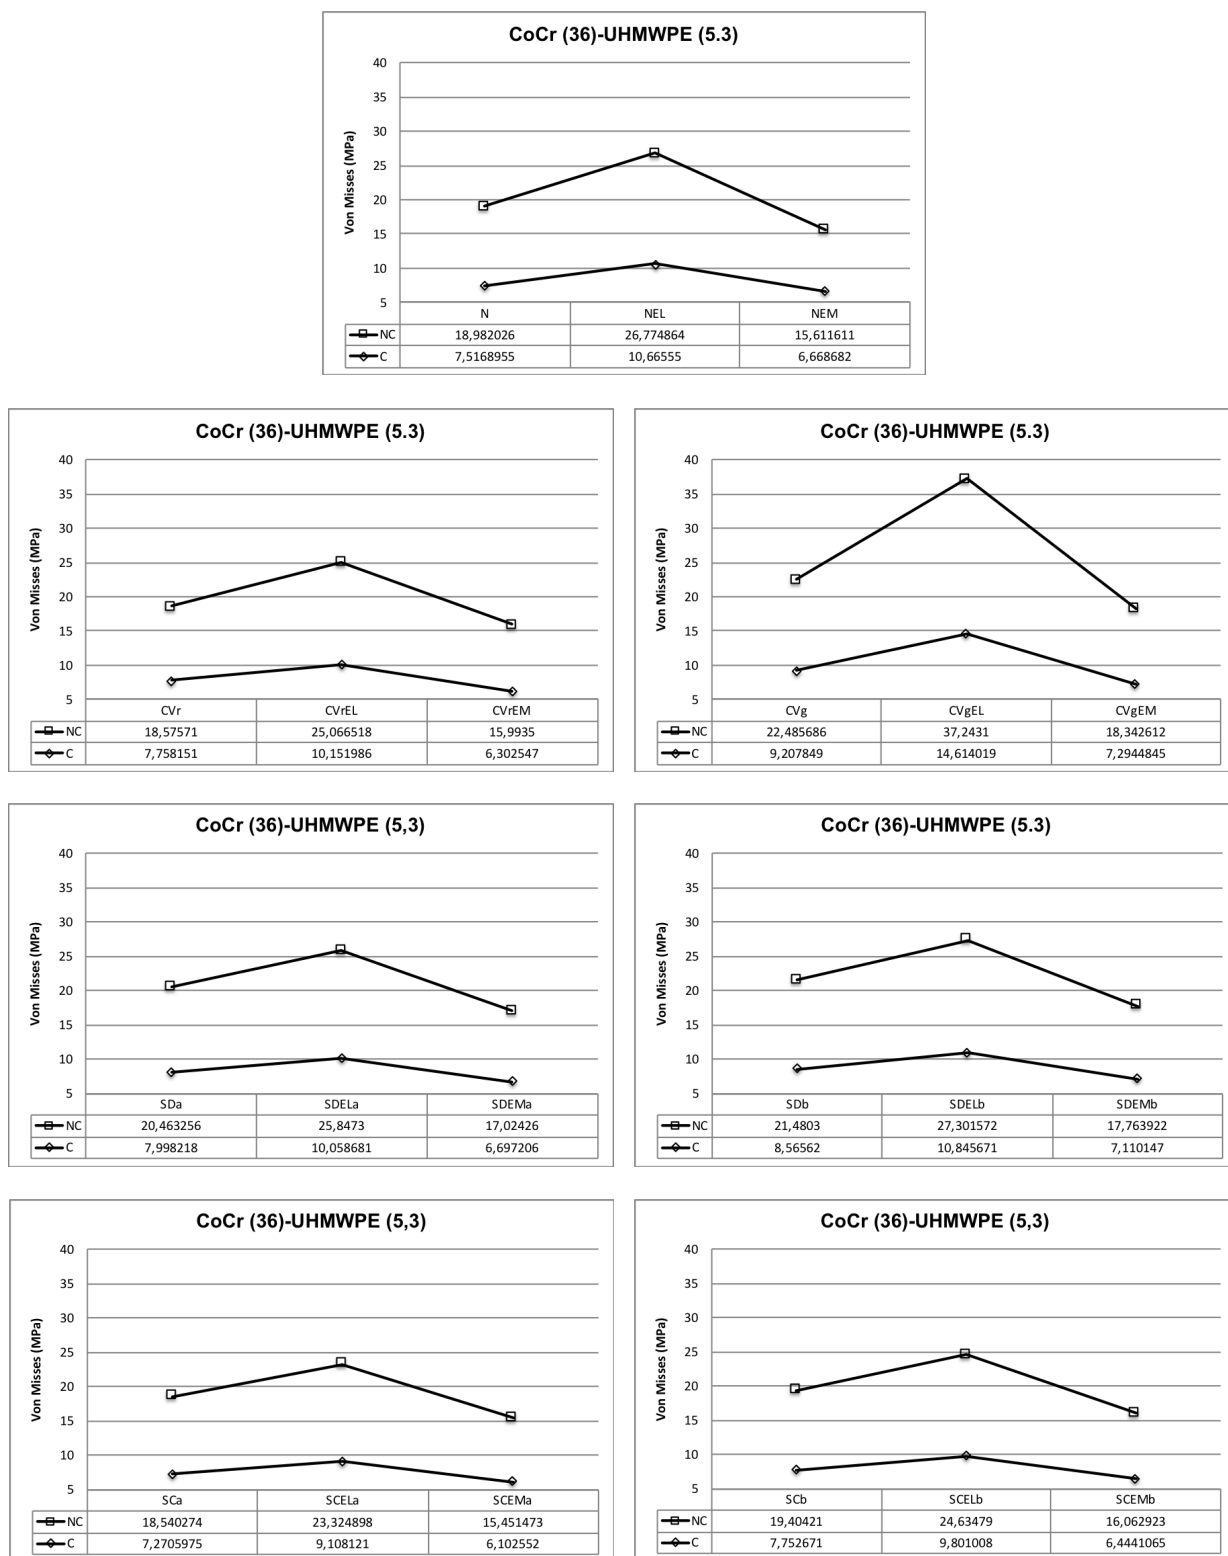 CoCr (36)-UHMWPE (5.3)
40
35
30
25
20
15
10
5
Von Misses (MPa)
N NEL NEM
NC 18,982026 26,774864 15,611611
C 7,5168955 10,66555 6,668682
CoCr (36)-UHMWPE (5.3)
40
35
30
25
20
15
10
5
Von Misses (MPa)
CVr CVrEL CVrEM
NC 18,57571 25,066518 15,9935
C 7,758151 10,151986 6,302547
CoCr (36)-UHMWPE (5.3)
40
35
30
25
20
15
10
5
Von Misses (MPa)
CVg CVgEL CVgEM
NC 22,485686 37,2431 18,342612
C 9,207849 14,614019 7,2944845
CoCr (36)-UHMWPE (5,3)
40
35
30
25
20
15
10
5
Von Misses (MPa)
SDa SDELa SDEMa
NC 20,463256 25,8473 17,02426
C 7,998218 10,058681 6,697206
CoCr (36)-UHMWPE (5.3)
40
35
30
25
20
15
10
5
Von Misses (MPa)
SDb SDELb SDEMb
NC 21,4803 27,301572 17,763922
C 8,56562 10,845671 7,110147
CoCr (36)-UHMWPE (5,3)
40
35
30
25
20
15
10
5
Von Misses (MPa)
SCa SCELa SCEMa
NC 18,540274 23,324898 15,451473
C 7,2705975 9,108121 6,102552
CoCr (36)-UHMWPE (5,3)
40
35
30
25
20
15
10
5
Von Misses (MPa)
SCb SCELb SCEMb
NC 19,40421 24,63479 16,062923
C 7,752671 9,801008 6,4441065